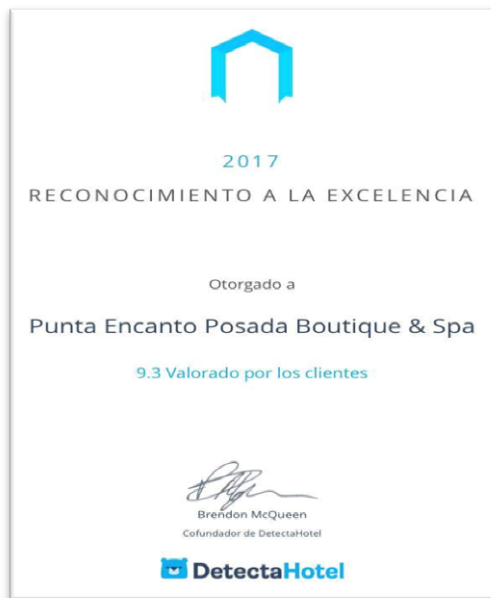 2017
RECONOCIMIENTO A LA EXCELENCIA
Otorgado a
Punta Encanto Posada Boutique & Spa
9.3 Valorado por los clientes
Brendon McQueen
Cofundador de DetectaHotel
DetectaHotel